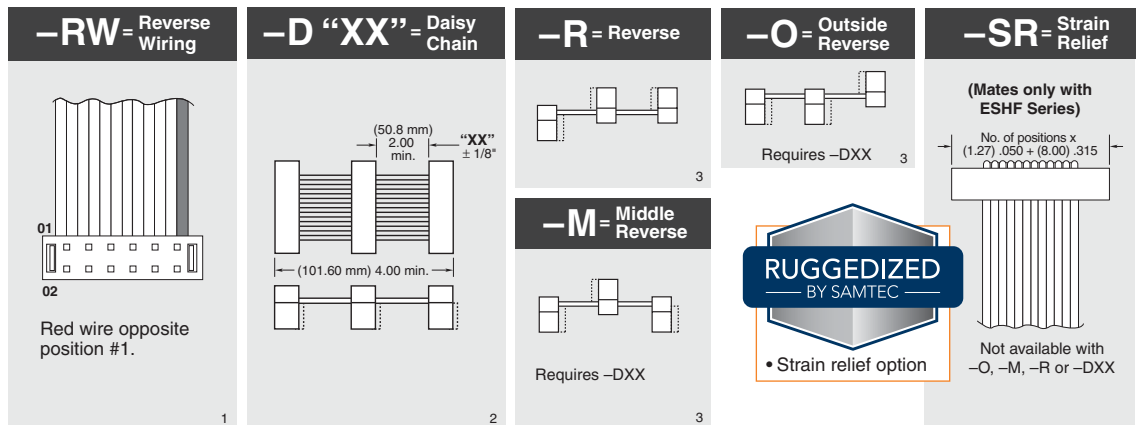 –RW= Reverse Wiring
01
02
Red wire opposite
position #1.
1
–D “XX”= Daisy Chain
(50.8 mm)
2.00
min.
“XX”
± 1/8"
(101.60 mm) 4.00 min.
2
–R= Reverse
3
–M= Middle Reverse
Requires –DXX
3
–O= Outside Reverse
Requires –DXX
3
RUGGEDIZED
BY SAMTEC
• Strain relief option
–SR= Strain Relief
(Mates only with
ESHF Series)
No. of positions x
(1.27) .050 + (8.00) .315
Not available with
–O, –M, –R or –DXX